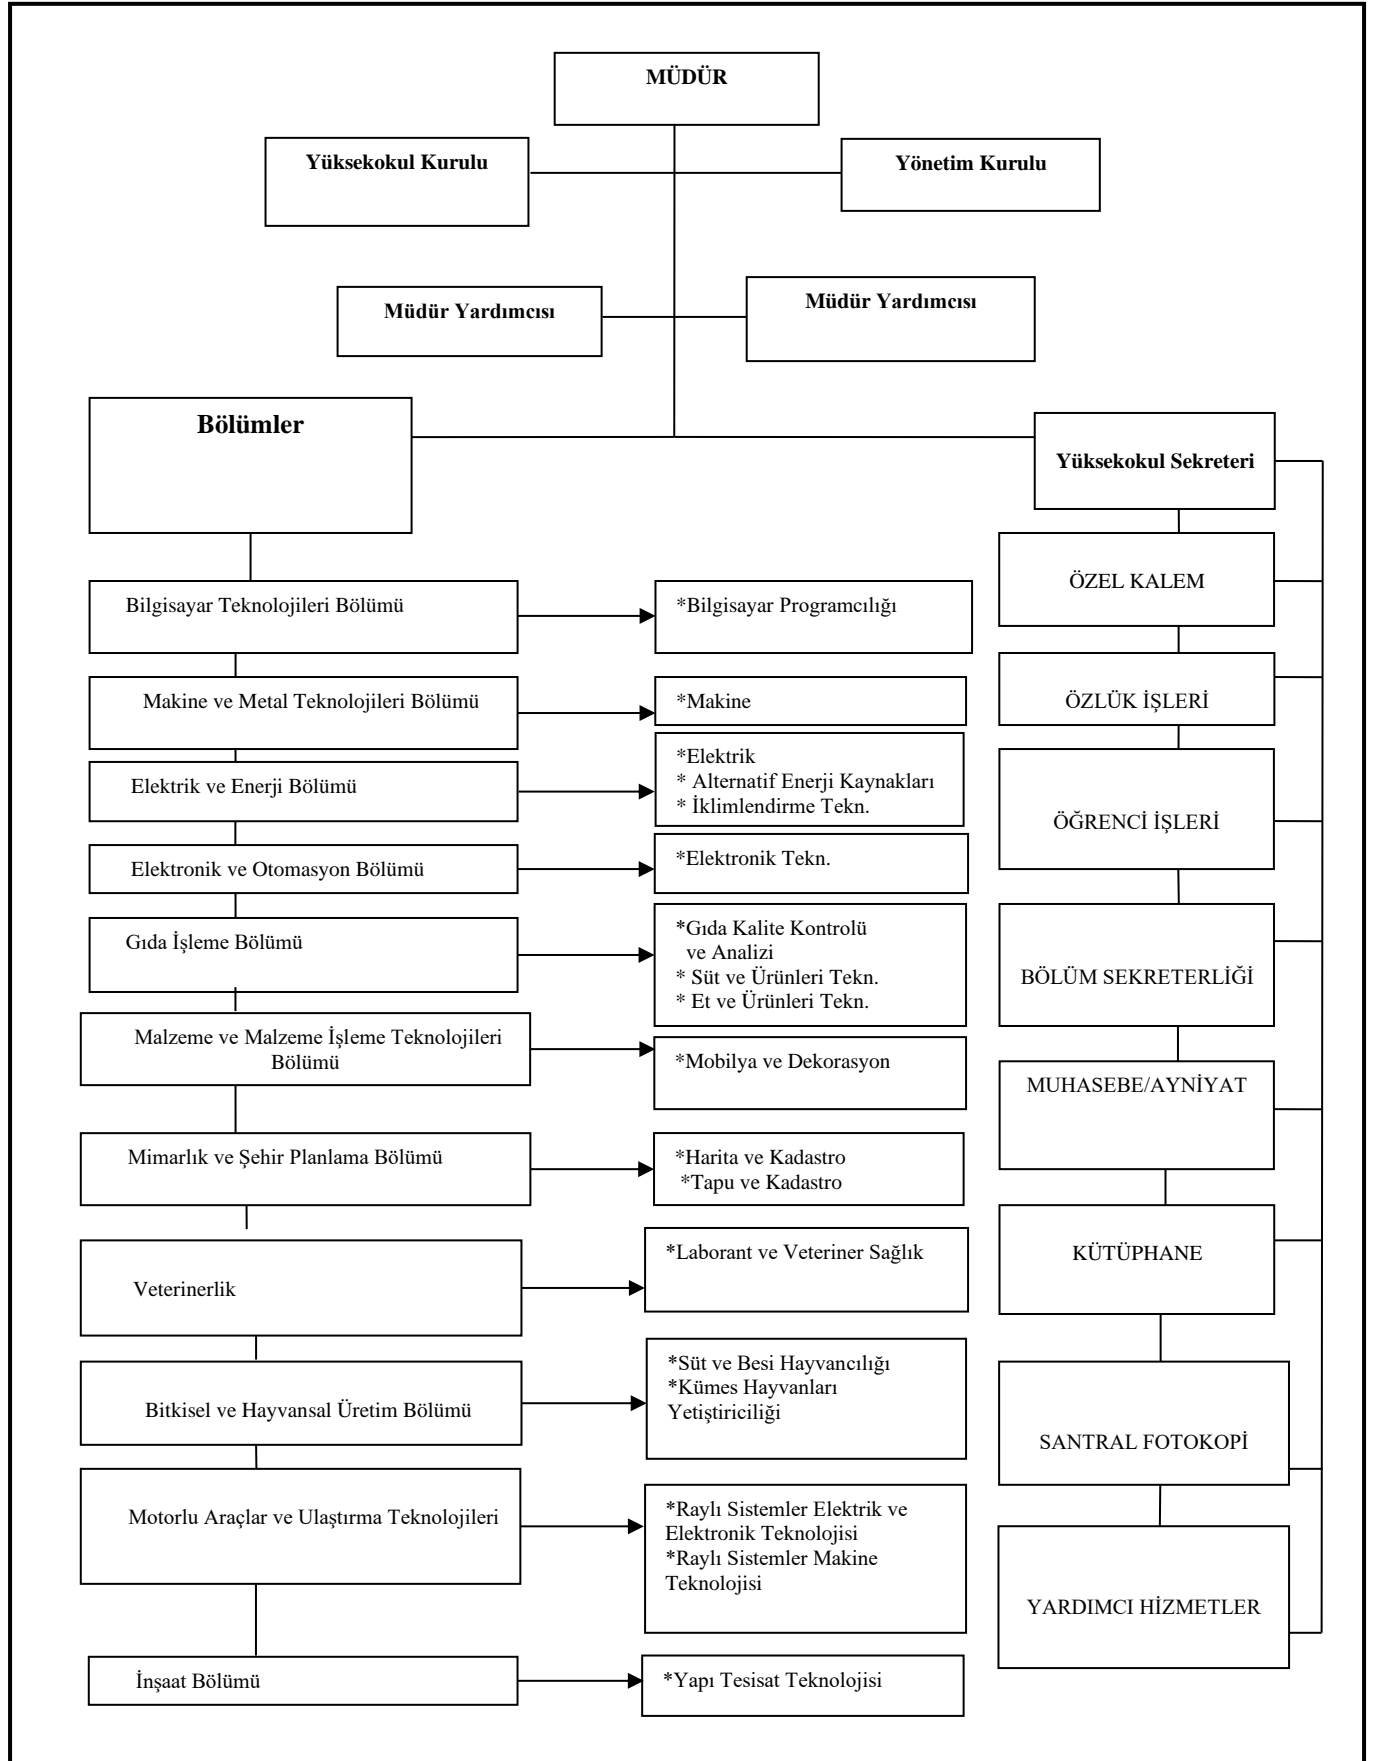 MÜDÜR
Yüksekokul Kurulu
Yönetim Kurulu
Müdür Yardımcısı
Müdür Yardımcısı
Bölümler
Yüksekokul Sekreteri
Bilgisayar Teknolojileri Bölümü
*Bilgisayar Programcılığı
Makine ve Metal Teknolojileri Bölümü
*Makine
Elektrik ve Enerji Bölümü
*Elektrik
* Alternatif Enerji Kaynakları
* İklimlendirme Tekn.
Elektronik ve Otomasyon Bölümü
*Elektronik Tekn.
Gıda İşleme Bölümü
*Gıda Kalite Kontrolü
ve Analizi
* Süt ve Ürünleri Tekn.
* Et ve Ürünleri Tekn.
Malzeme ve Malzeme İşleme Teknolojileri
Bölümü
*Mobilya ve Dekorasyon
Mimarlık ve Şehir Planlama Bölümü
*Harita ve Kadastro
*Tapu ve Kadastro
Veterinerlik
*Laborant ve Veteriner Sağlık
Bitkisel ve Hayvansal Üretim Bölümü
*Süt ve Besi Hayvancılığı
*Kümes Hayvanları
Yetiştiriciliği
Motorlu Araçlar ve Ulaştırma Teknolojileri
*Raylı Sistemler Elektrik ve
Elektronik Teknolojisi
*Raylı Sistemler Makine
Teknolojisi
İnşaat Bölümü
*Yapı Tesisat Teknolojisi
ÖZEL KALEM
ÖZLÜK İŞLERİ
ÖĞRENCİ İŞLERİ
BÖLÜM SEKRETERLİĞİ
MUHASEBE/AYNİYAT
KÜTÜPHANE
SANTRAL FOTOKOPİ
YARDIMCI HİZMETLER